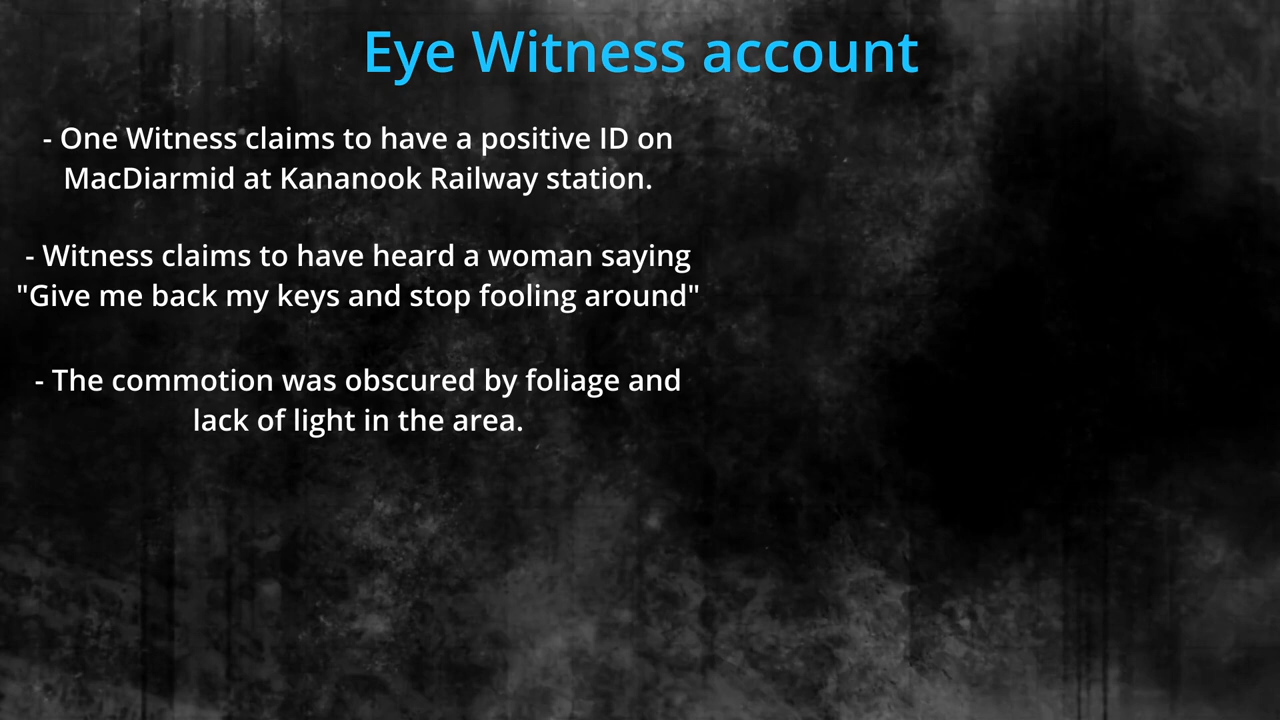 Eye Witness account
- One Witness claims to have a positive ID on
MacDiarmid at Kananook Railway station.
- Witness claims to have heard a woman saying
"Give me back my keys and stop fooling around"
- The commotion was obscured by foliage and
lack of light in the area.